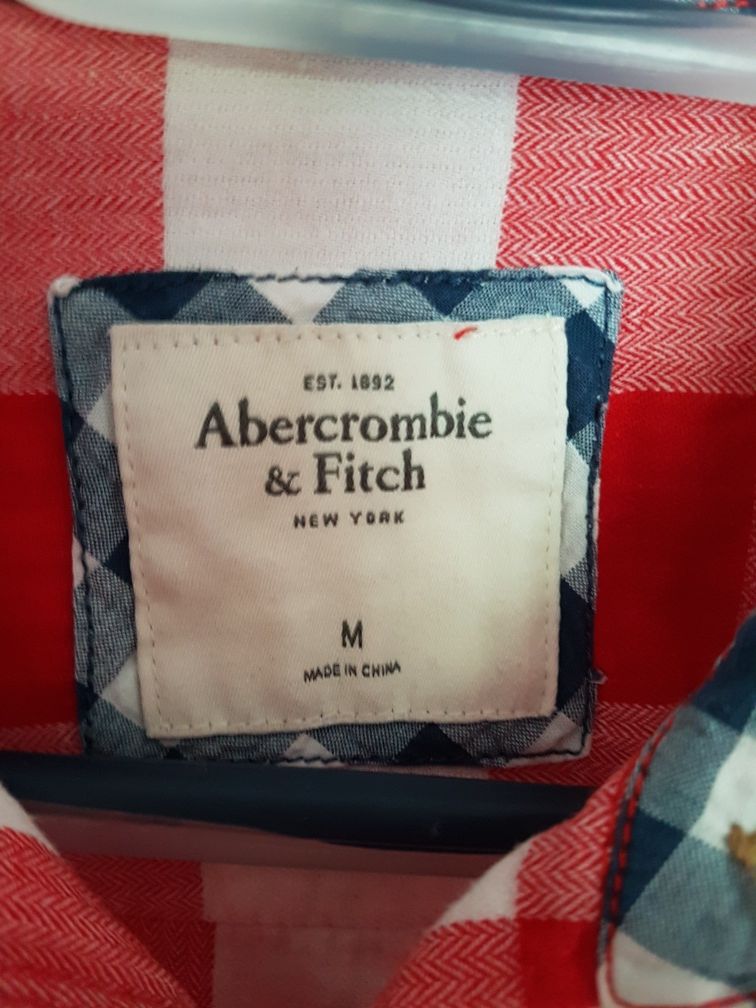 EST. 1892
Abercrombie
& Fitch
NEW YORK
M
MADE IN CHINA